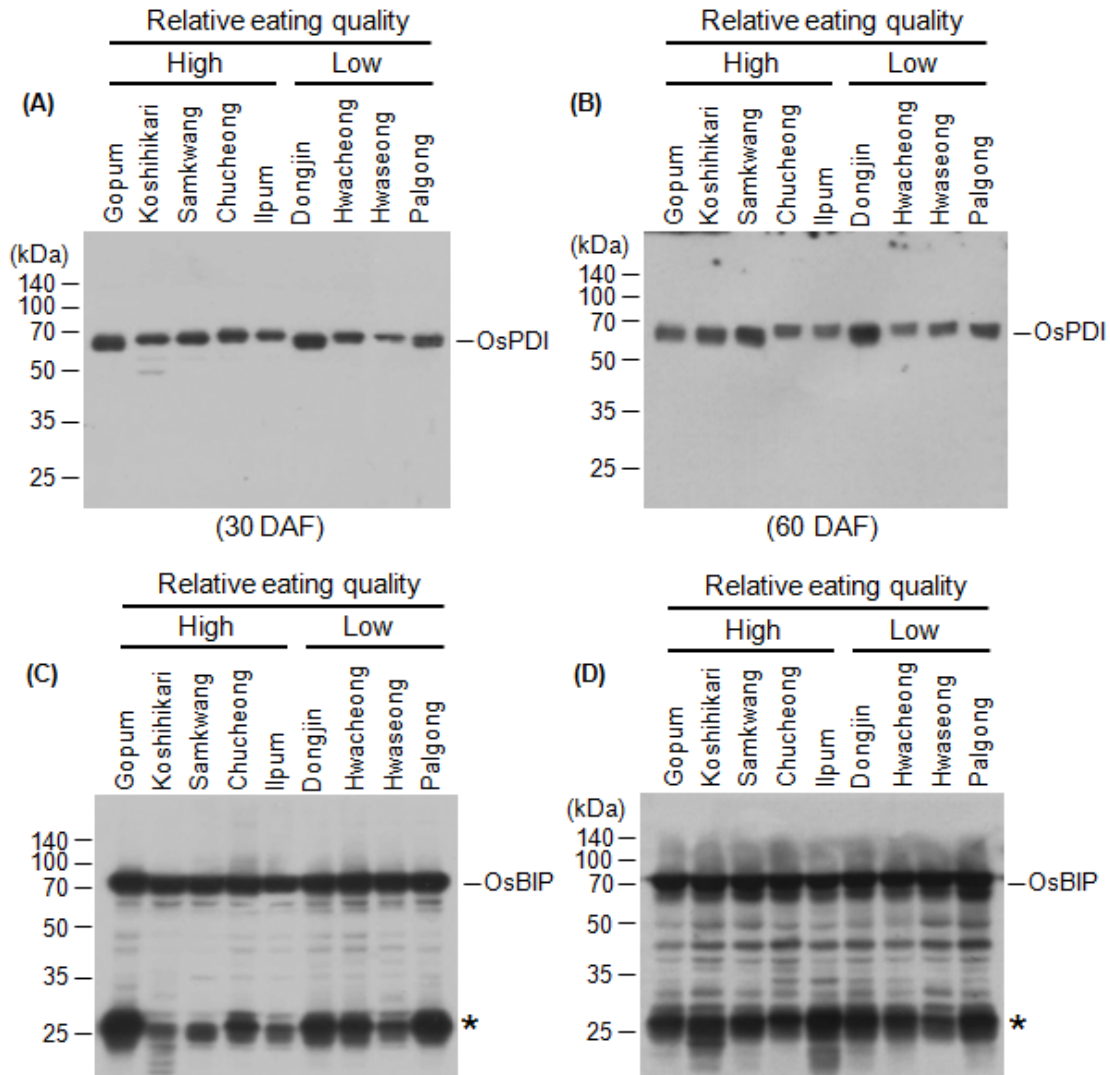 Relative eating quality
High Low
(A)
Gopum
Koshihikari
Samkwang
Chucheong
Ilpum
Dongjin
Hwacheong
Hwaseong
Palgong
(kDa)
140
100
70
50
35
25
OsPDI
(30 DAF)
Relative eating quality
High Low
(B)
Gopum
Koshihikari
Samkwang
Chucheong
Ilpum
Dongjin
Hwacheong
Hwaseong
Palgong
(kDa)
140
100
70
50
35
25
OsPDI
(60 DAF)
Relative eating quality
High Low
(C)
Gopum
Koshihikari
Samkwang
Chucheong
Ilpum
Dongjin
Hwacheong
Hwaseong
Palgong
140
100
70
50
35
25
OsBIP
*
Relative eating quality
High Low
(D)
Gopum
Koshihikari
Samkwang
Chucheong
Ilpum
Dongjin
Hwacheong
Hwaseong
Palgong
(kDa)
140
100
70
50
35
25
OsBIP
*